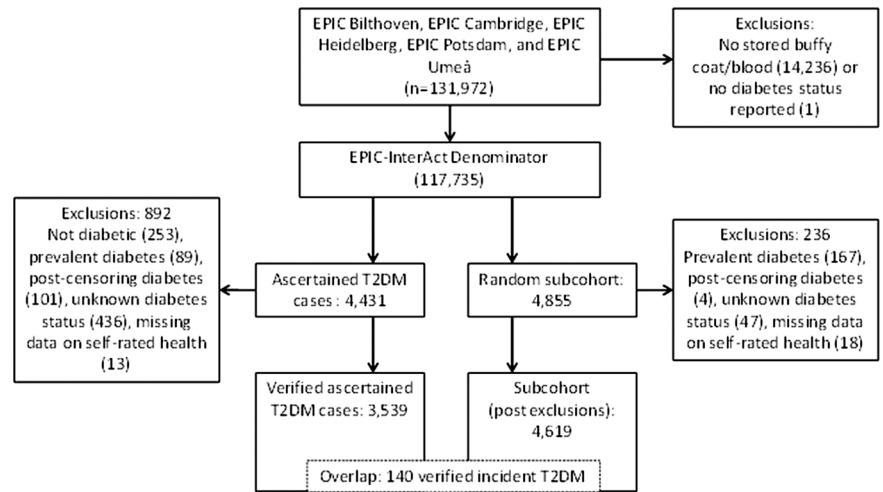 EPIC Bilthoven, EPIC Cambridge, EPIC
Heidelberg, EPIC Potsdam, and EPIC
Umeå
(n=131,972)
Exclusions:
No stored buffy
coat/blood (14,236) or
no diabetes status
reported (1)
EPIC-InterAct Denominator
(117,735)
Exclusions: 892
Not diabetic (253),
prevalent diabetes (89),
post-censoring diabetes
(101), unknown diabetes
status (436), missing
data on self-rated health
(13)
Ascertained T2DM
cases : 4,431
Random subcohort:
4,855
Exclusions: 236
Prevalent diabetes (167),
post-censoring diabetes
(4), unknown diabetes
status (47), missing data
on self-rated health (18)
Verified ascertained
T2DM cases: 3,539
Subcohort
(post exclusions):
4,619
Overlap: 140 verified incident T2DM